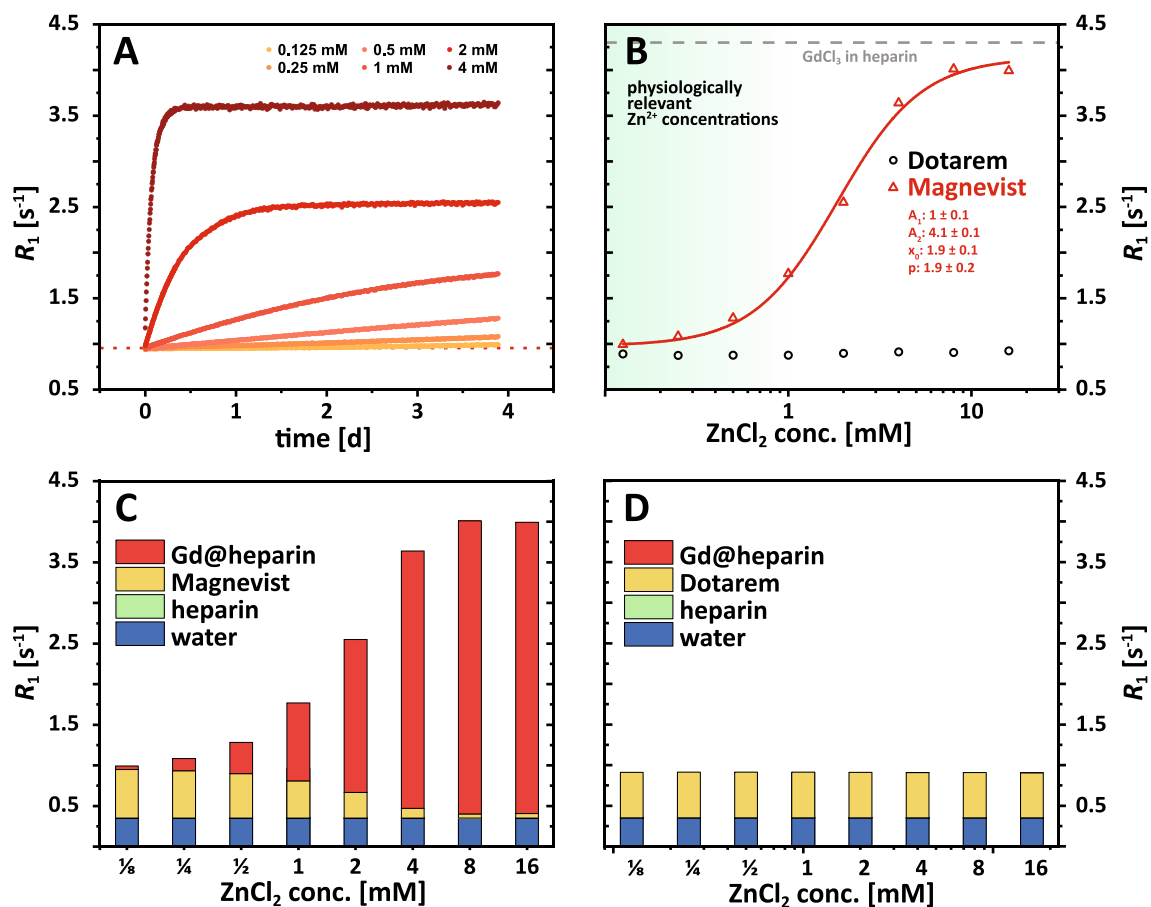 A
0.125 mM
0.5 mM
2 mM
0.25 mM
1 mM
4 mM
4.5
3.5
2.5
1.5
0.5
R₁ [s⁻¹]
0
1
2
3
4
time [d]
B
GdCl₃ in heparin
physiologically
relevant
Zn²⁺ concentrations
Dotarem
Magnevist
A₁: 1 ± 0.1
A₂: 4.1 ± 0.1
x₀: 1.9 ± 0.1
p: 1.9 ± 0.2
4.5
3.5
2.5
1.5
0.5
R₁ [s⁻¹]
1
10
ZnCl₂ conc. [mM]
C
Gd@heparin
Magnevist
heparin
water
4.5
3.5
2.5
1.5
0.5
R₁ [s⁻¹]
⅛
¼
½
1
2
4
8
16
ZnCl₂ conc. [mM]
D
Gd@heparin
Dotarem
heparin
water
4.5
3.5
2.5
1.5
0.5
R₁ [s⁻¹]
⅛
¼
½
1
2
4
8
16
ZnCl₂ conc. [mM]